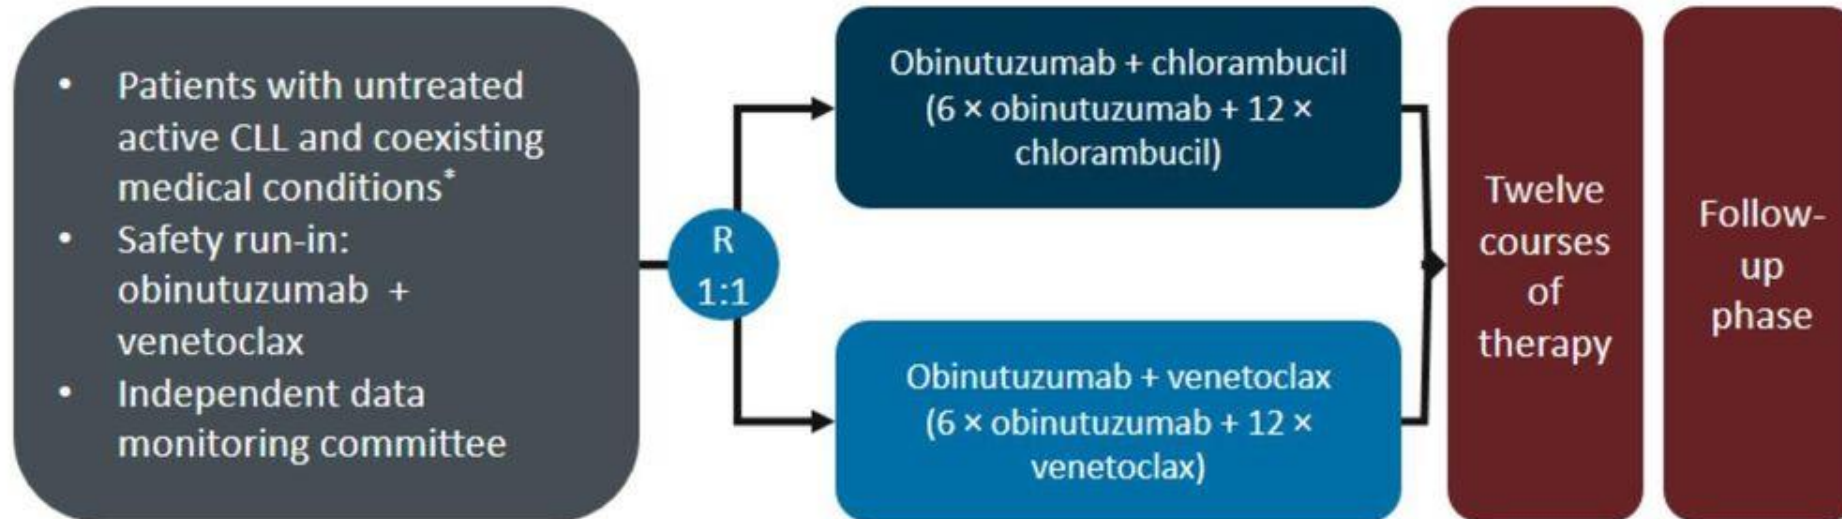 • Patients with untreated
active CLL and coexisting
medical conditions*
• Safety run-in:
obinutuzumab +
venetoclax
• Independent data
monitoring committee
R
1:1
Obinutuzumab + chlorambucil
(6 × obinutuzumab + 12 ×
chlorambucil)
Obinutuzumab + venetoclax
(6 × obinutuzumab + 12 ×
venetoclax)
Twelve
courses
of
therapy
Follow-
up
phase